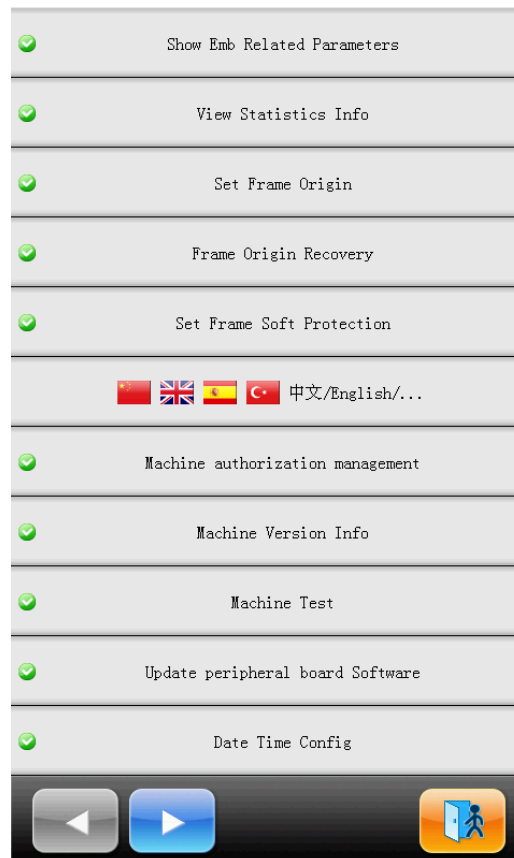 Show Emb Related Parameters
View Statistics Info
Set Frame Origin
Frame Origin Recovery
Set Frame Soft Protection
中文/English/...
Machine authorization management
Machine Version Info
Machine Test
Update peripheral board Software
Date Time Config